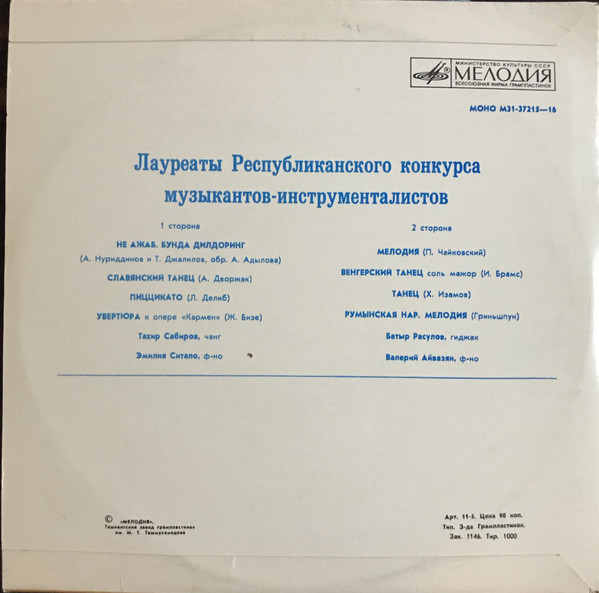 МИНИСТЕРСТВО КУЛЬТУРЫ СССР
МЕЛОДИЯ
ВСЕСОЮЗНАЯ ФИРМА ГРАМПЛАСТИНОК
МОНО М31-37215—16
Лауреаты Республиканского конкурса
музыкантов-инструменталистов
1 сторона
НЕ АЖАБ. БУНДА ДИЛДОРИНГ
(А. Нуриддинов и Т. Джалилов, обр. А. Адылова)
СЛАВЯНСКИЙ ТАНЕЦ (А. Дворжак)
ПИЦЦИКАТО (Л. Делиб)
УВЕРТЮРА к опере «Кармен» (Ж. Бизе)
Тахир Сабиров, чанг
Эмилия Ситало, ф-но
2 сторона
МЕЛОДИЯ (П. Чайковский)
ВЕНГЕРСКИЙ ТАНЕЦ соль мажор (И. Брамс)
ТАНЕЦ (Х. Изамов)
РУМЫНСКАЯ НАР. МЕЛОДИЯ (Гриньшпун)
Батыр Расулов, гиджак
Валерий Айвазян, ф-но
©
«МЕЛОДИЯ».
Ташкентский завод грампластинок
им. М. Т. Ташмухамедова
Арт. 11-5. Цена 90 коп.
Тип. З-да Грампластинок.
Зак. 1146. Тир. 1000